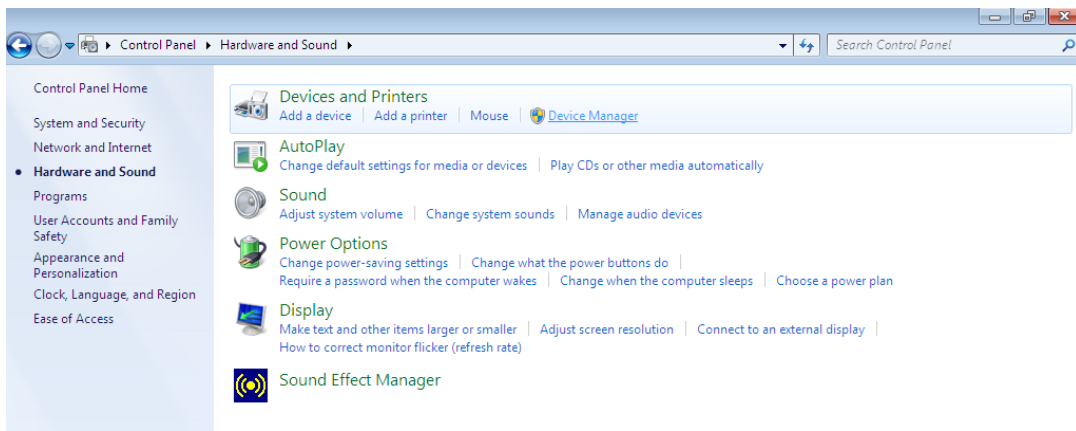 Control Panel Hardware and Sound
Search Control Panel
Control Panel Home
System and Security
Network and Internet
Hardware and Sound
Programs
User Accounts and Family
Safety
Appearance and
Personalization
Clock, Language, and Region
Ease of Access
Devices and Printers
Add a device Add a printer Mouse Device Manager
AutoPlay
Change default settings for media or devices Play CDs or other media automatically
Sound
Adjust system volume Change system sounds Manage audio devices
Power Options
Change power-saving settings Change what the power buttons do
Require a password when the computer wakes Change when the computer sleeps Choose a power plan
Display
Make text and other items larger or smaller Adjust screen resolution Connect to an external display
How to correct monitor flicker (refresh rate)
Sound Effect Manager